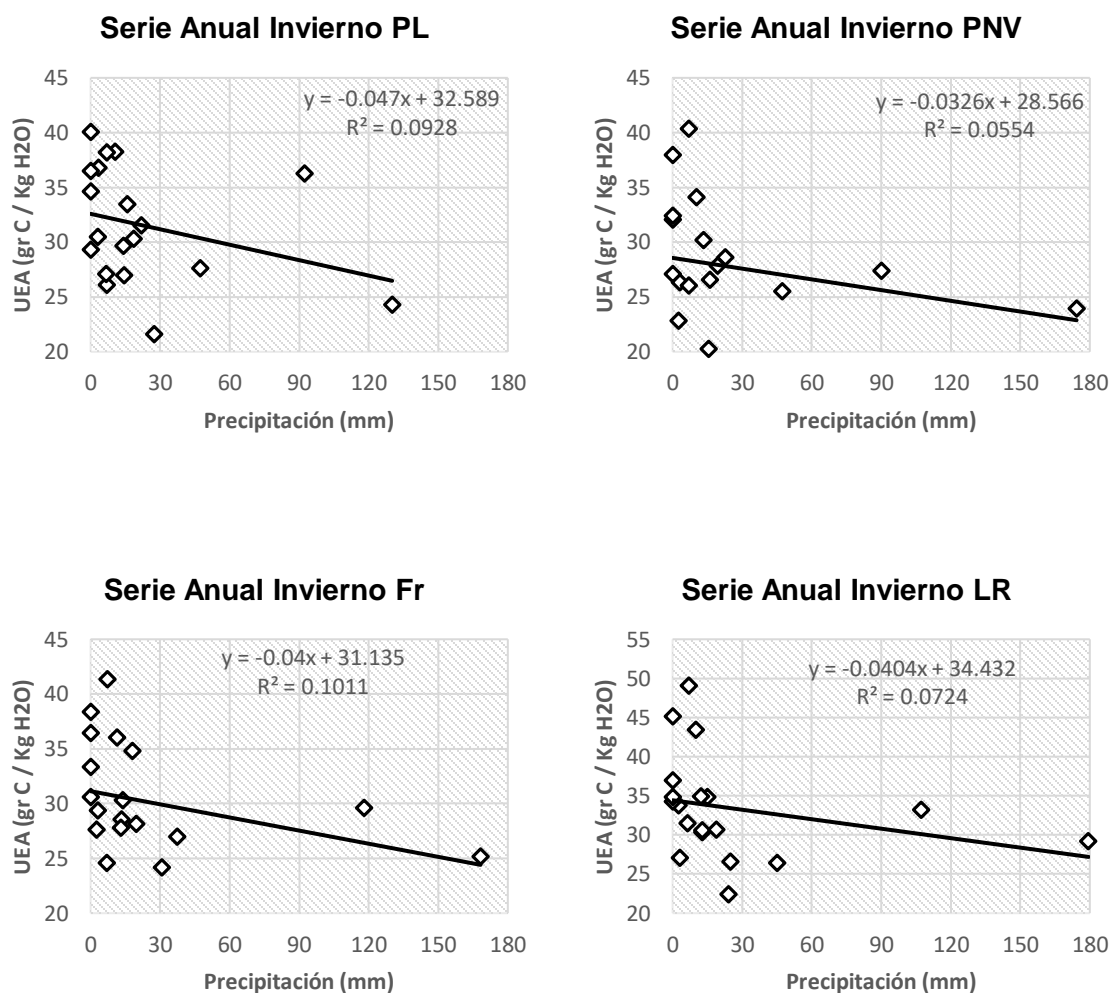 Serie Anual Invierno PL
45
40
35
30
25
20
UEA (gr C / Kg H2O)
y = -0.047x + 32.589
R² = 0.0928
0 30 60 90 120 150 180
Precipitación (mm)
Serie Anual Invierno PNV
45
40
35
30
25
20
UEA (gr C / Kg H2O)
y = -0.0326x + 28.566
R² = 0.0554
0 30 60 90 120 150 180
Precipitación (mm)
Serie Anual Invierno Fr
45
40
35
30
25
20
UEA (gr C / Kg H2O)
y = -0.04x + 31.135
R² = 0.1011
0 30 60 90 120 150 180
Precipitación (mm)
Serie Anual Invierno LR
55
50
45
40
35
30
25
20
UEA (gr C / Kg H2O)
y = -0.0404x + 34.432
R² = 0.0724
0 30 60 90 120 150 180
Precipitación (mm)